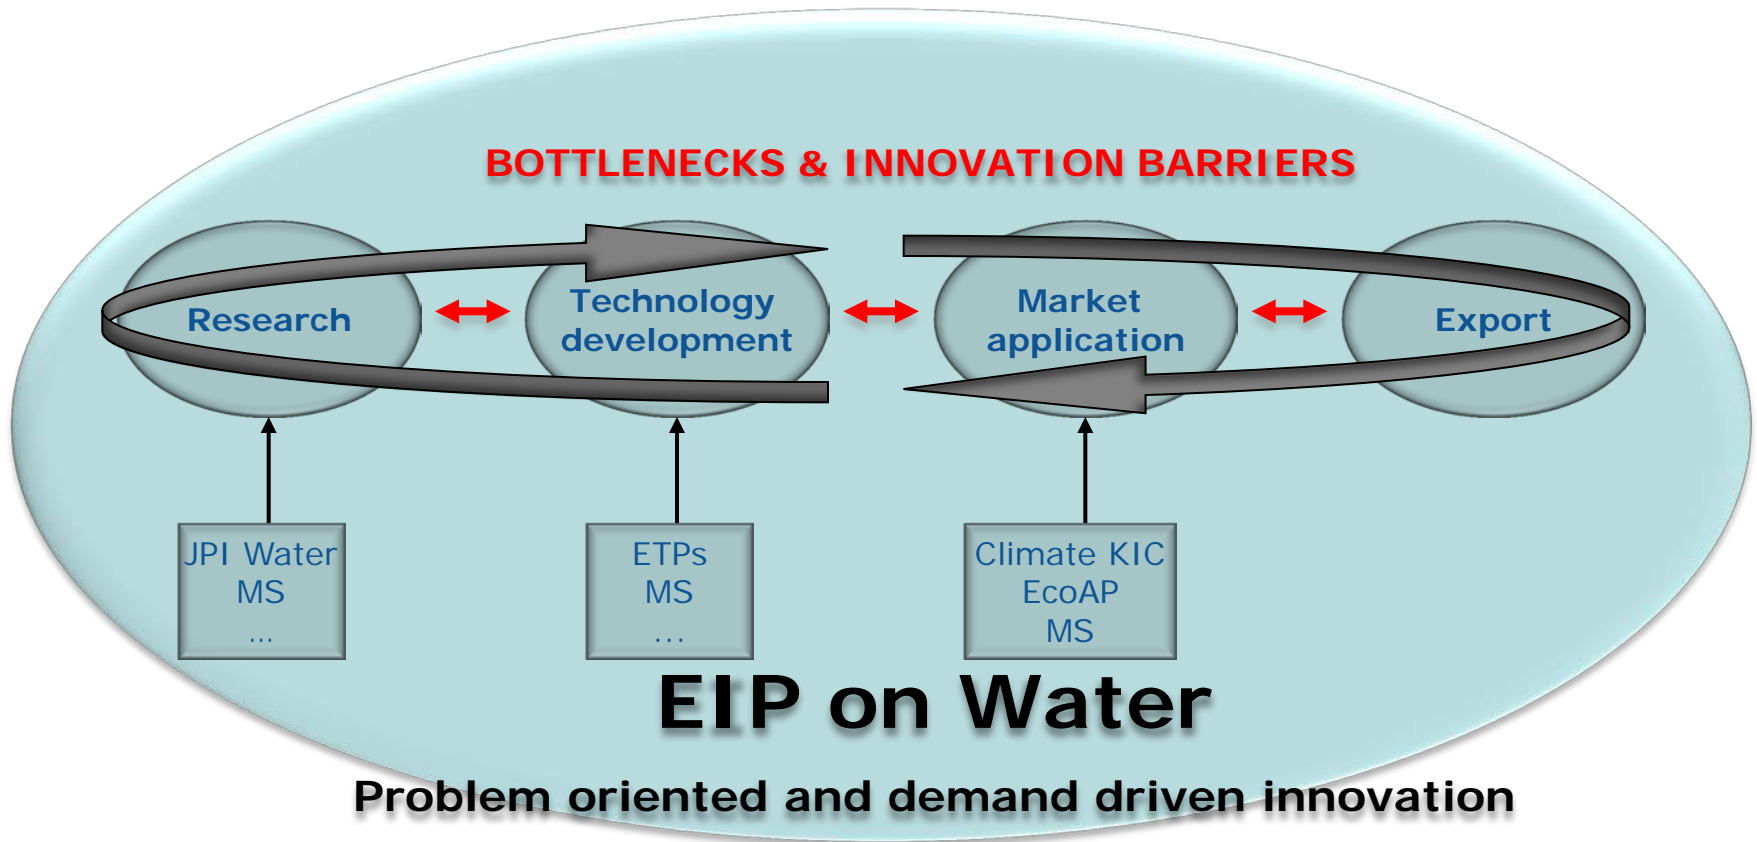 BOTTLENECKS & INNOVATION BARRIERS
Research
Technology
development
Market
application
Export
JPI Water
MS
...
ETPs
MS
...
Climate KIC
EcoAP
MS
EIP on Water
Problem oriented and demand driven innovation